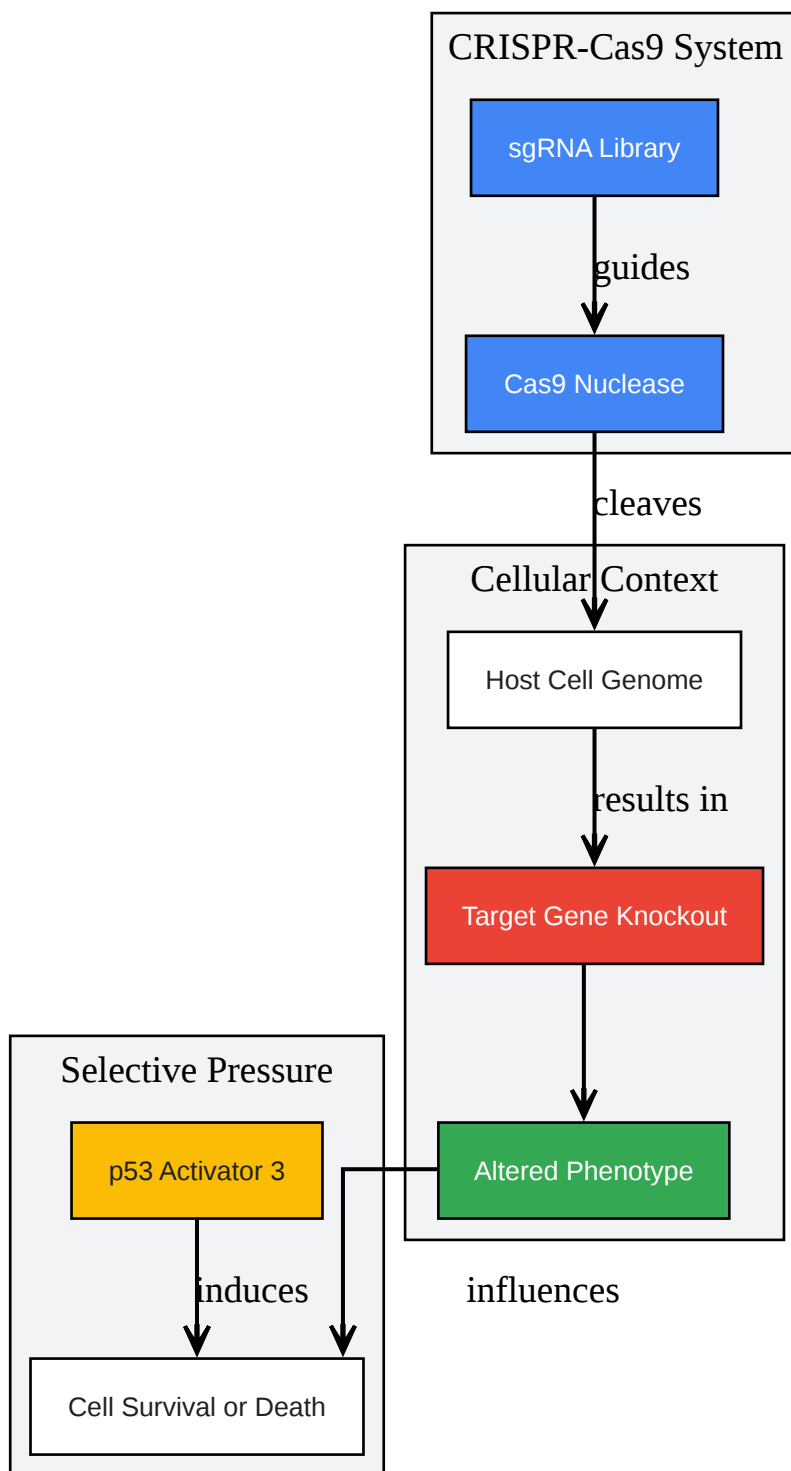 CRISPR-Cas9 System
sgRNA Library
guides
Cas9 Nuclease
cleaves
Cellular Context
Host Cell Genome
results in
Target Gene Knockout
Selective Pressure
p53 Activator 3
Altered Phenotype
induces
influences
Cell Survival or Death